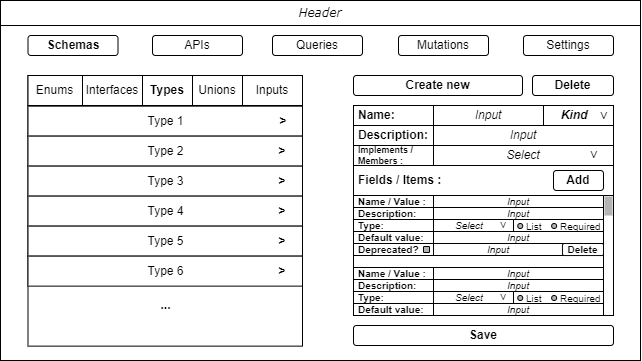 Header
Schemas APIs Queries Mutations Settings
Enums Interfaces Types Unions Inputs
Type 1 >
Type 2 >
Type 3 >
Type 4 >
Type 5 >
Type 6 >
...
Create new Delete
Name: Input Kind V
Description: Input
Implements / Members : Select V
Fields / Items : Add
Name / Value : Input
Description: Input
Type: Select V List Required
Default value: Input
Deprecated? Input Delete
Name / Value : Input
Description: Input
Type: Select V List Required
Default value: Input
Save